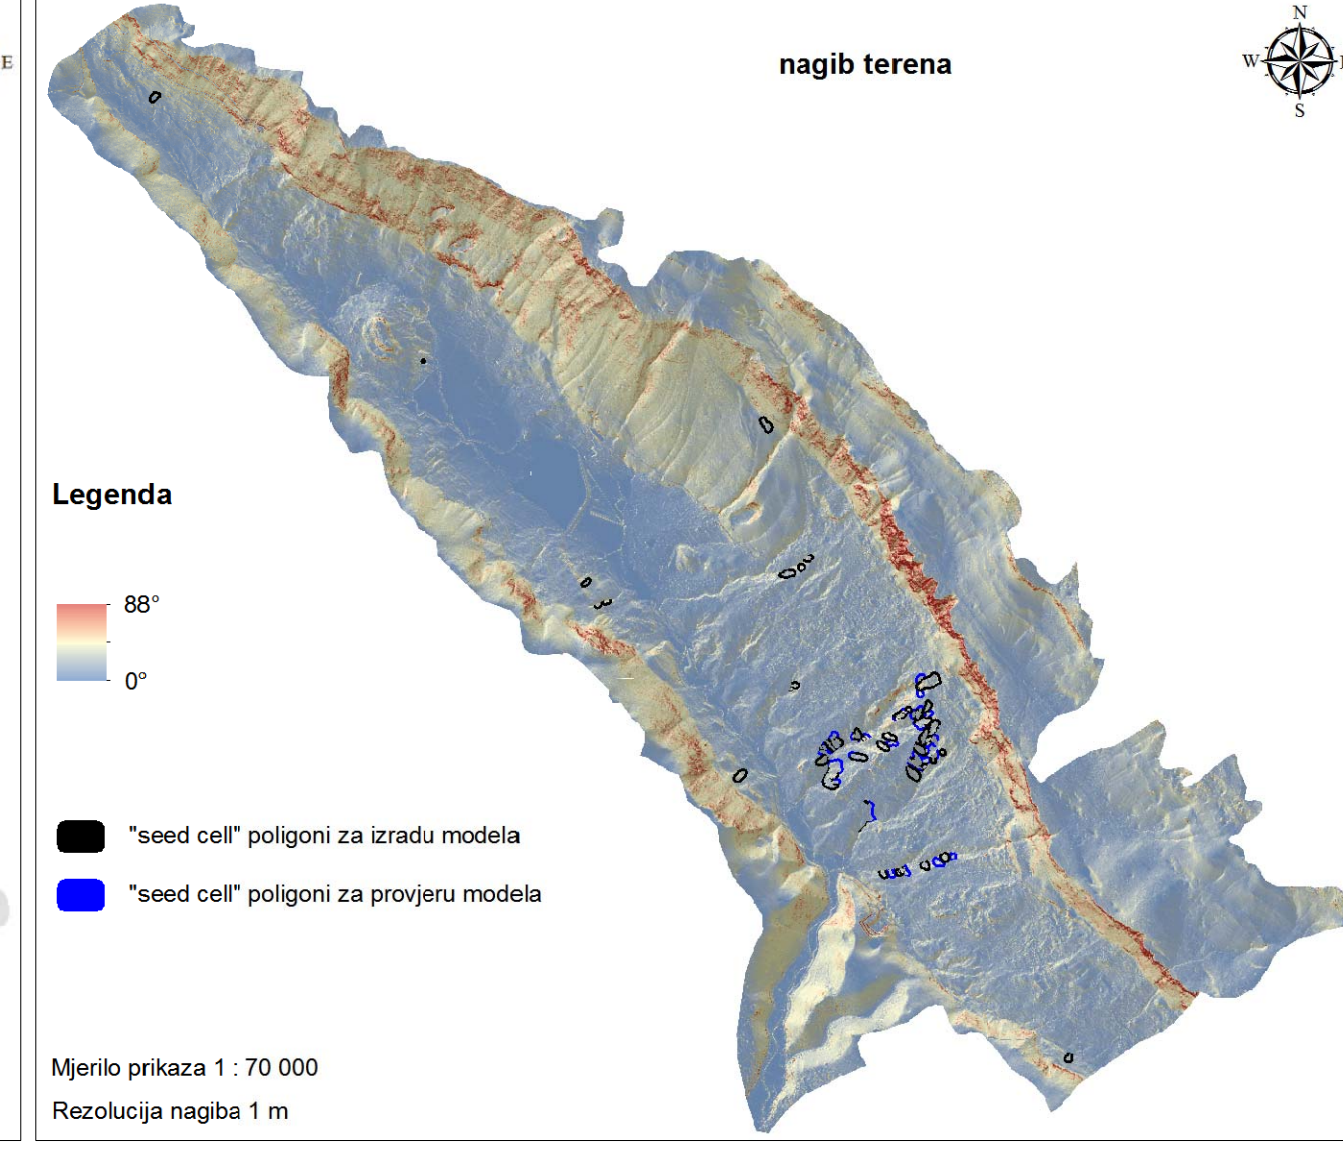 E
nagib terena
N
W
S
Legenda
88°
0°
"seed cell" poligoni za izradu modela
"seed cell" poligoni za provjeru modela
Mjerilo prikaza 1 : 70 000
Rezolucija nagiba 1 m